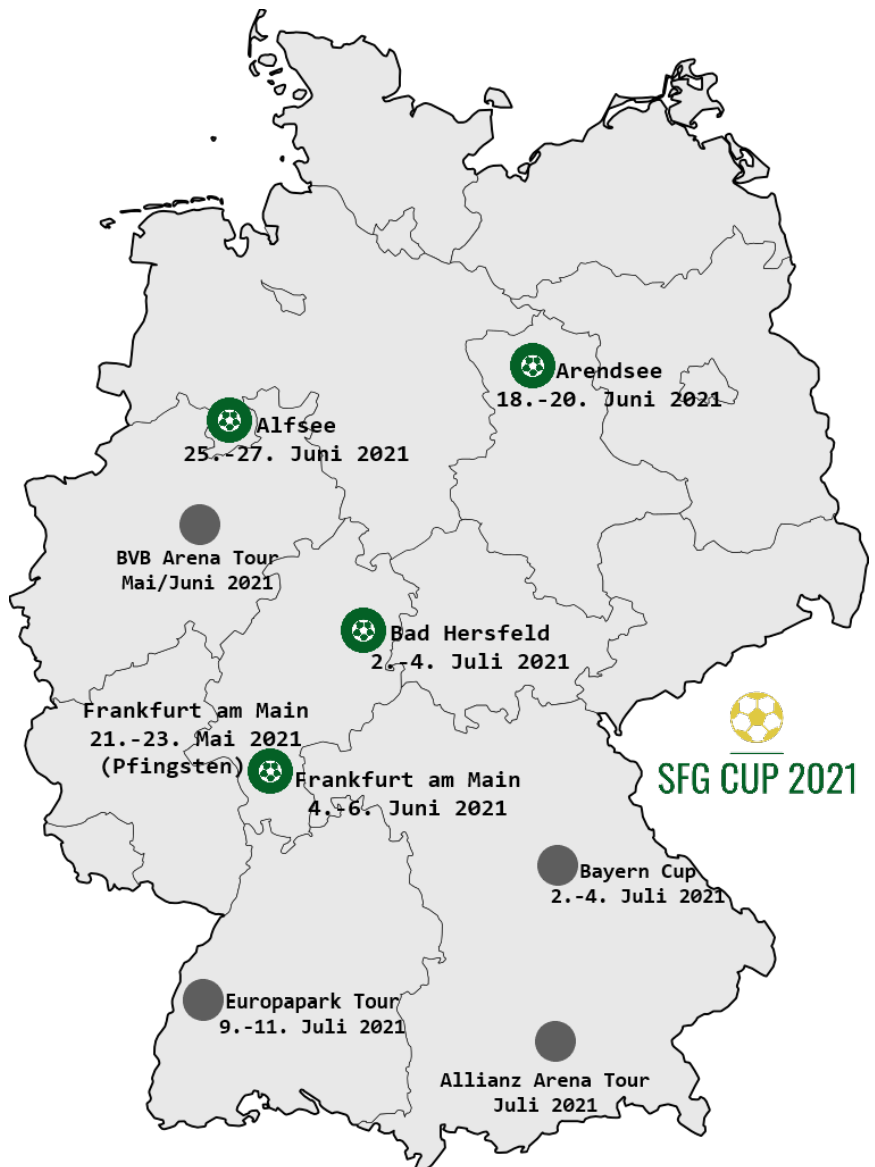 Arendsee
18.-20. Juni 2021
Alfsee
25.-27. Juni 2021
BVB Arena Tour
Mai/Juni 2021
Bad Hersfeld
2.-4. Juli 2021
Frankfurt am Main
21.-23. Mai 2021
(Pfingsten)
Frankfurt am Main
4.-6. Juni 2021
SFG CUP 2021
Bayern Cup
2.-4. Juli 2021
Europapark Tour
9.-11. Juli 2021
Allianz Arena Tour
Juli 2021